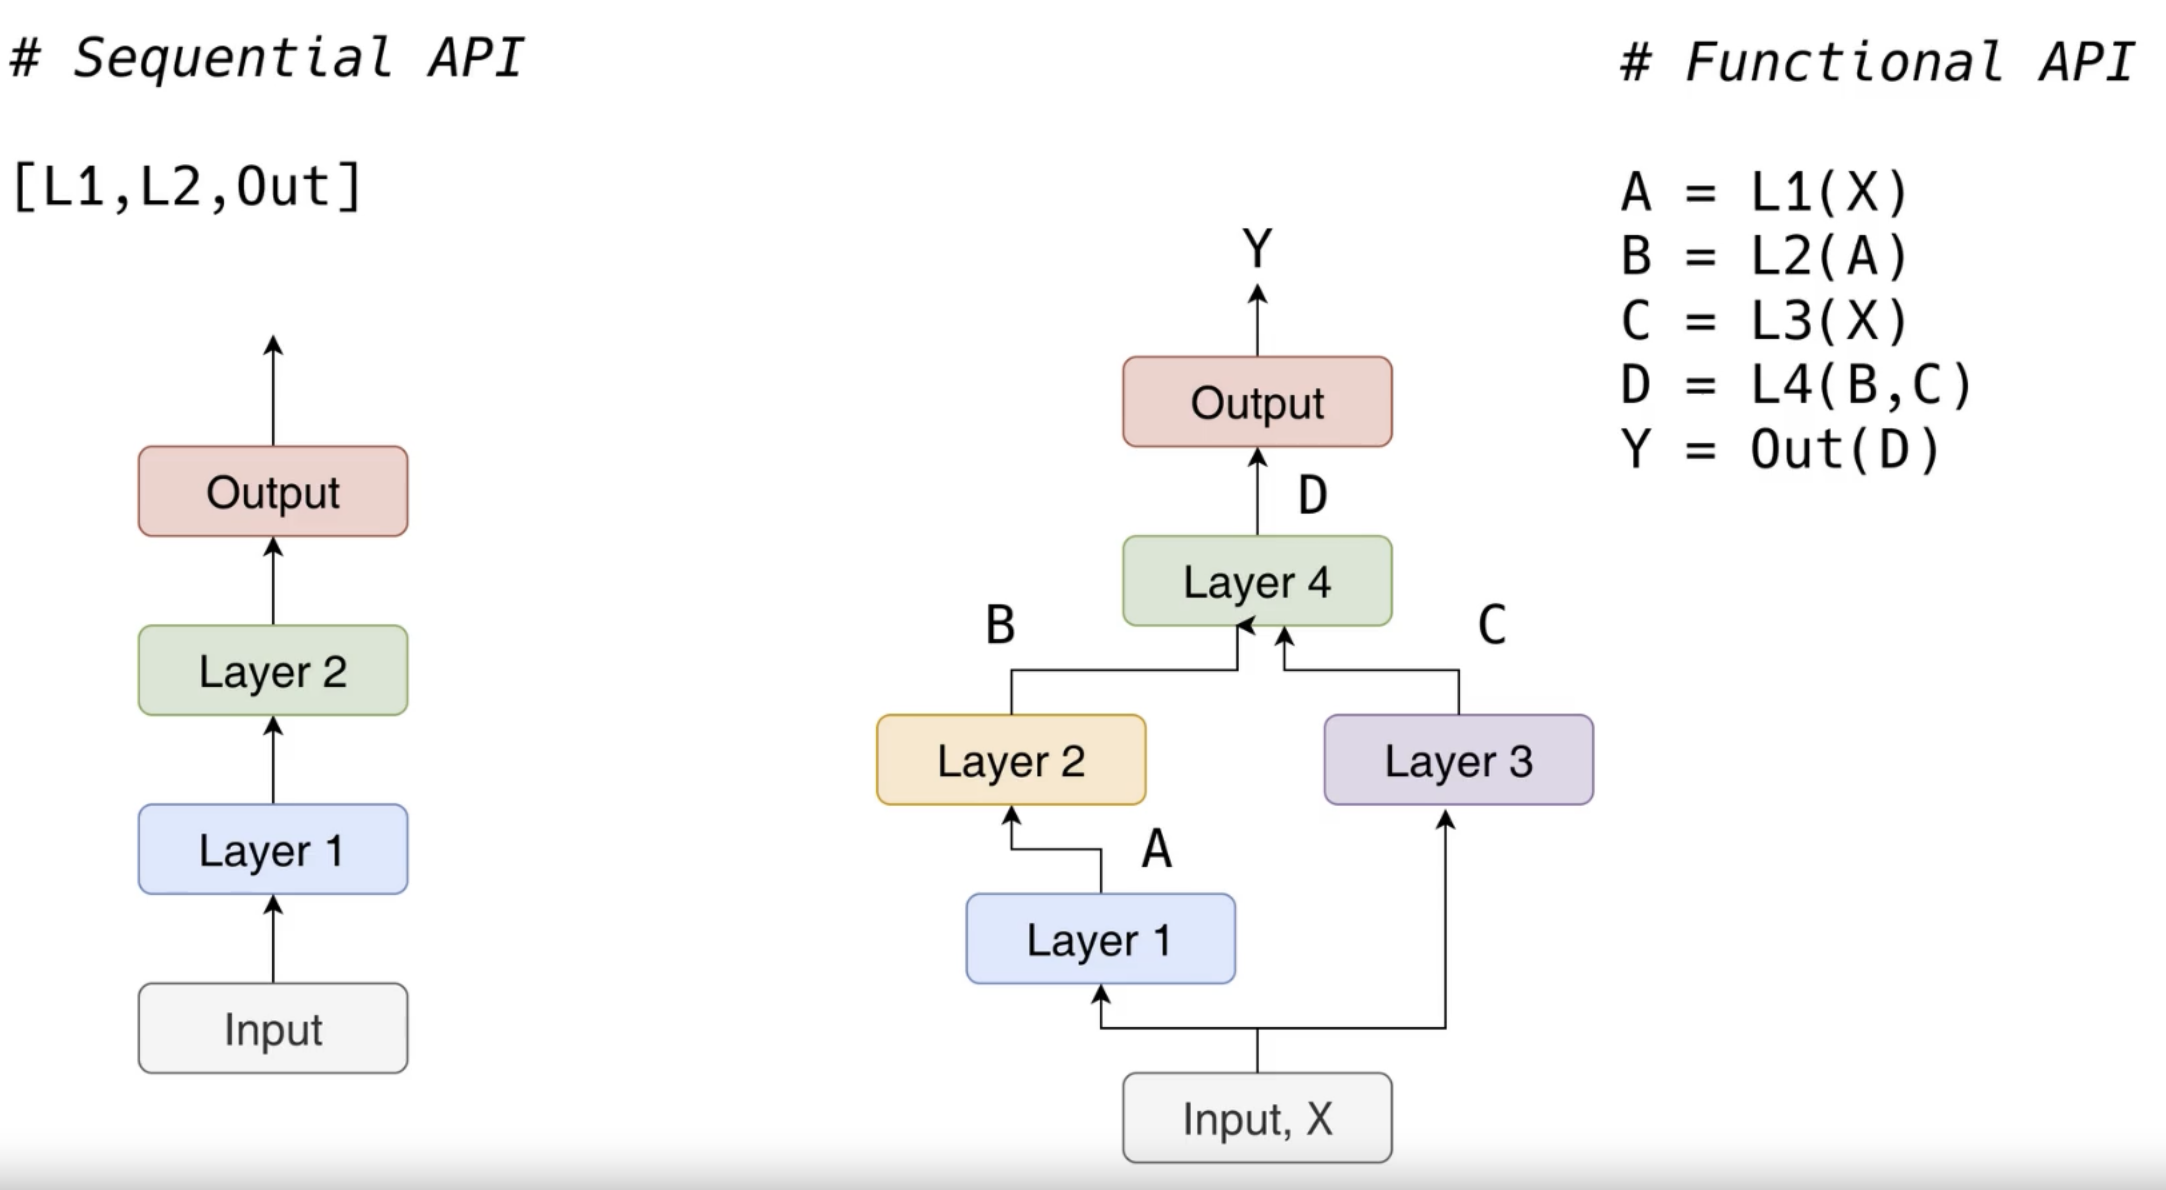 # Sequential API
[L1,L2,Out]
Output
Layer 2
Layer 1
Input
Y
Output
D
Layer 4
B
C
Layer 2
Layer 3
A
Layer 1
Input, X
# Functional API
A = L1(X)
B = L2(A)
C = L3(X)
D = L4(B,C)
Y = Out(D)